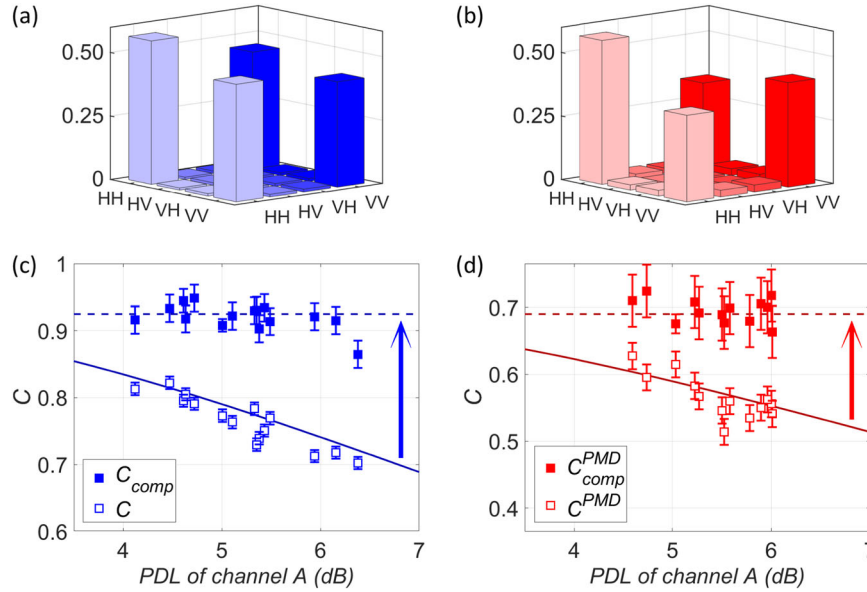 (a)
0.50
0.25
0
HH
HV
VH
VV
HH
HV
VH
VV
(b)
0.50
0.25
0
HH
HV
VH
VV
HH
HV
VH
VV
(c)
1
0.9
0.8
0.7
0.6
C
C_comp
C
4 5 6 7
PDL of channel A (dB)
(d)
0.7
0.6
0.5
0.4
C
C^PMD_comp
C^PMD
4 5 6 7
PDL of channel A (dB)